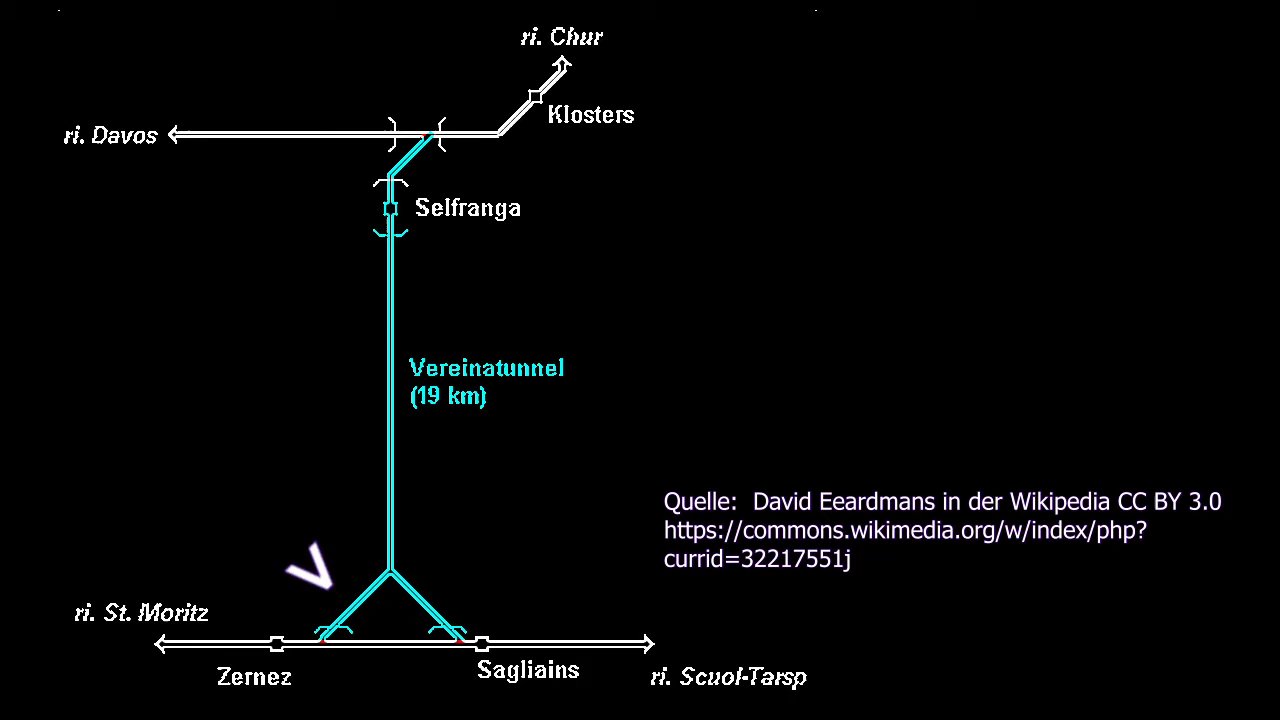 ri. Chur
Klosters
ri. Davos
Selfranga
Vereinatunnel
(19 km)
Quelle:  David Eeardmans in der Wikipedia CC BY 3.0
https://commons.wikimedia.org/w/index/php?
currid=32217551j
ri. St. Moritz
Zernez
Sagliains
ri. Scuol-Tarsp